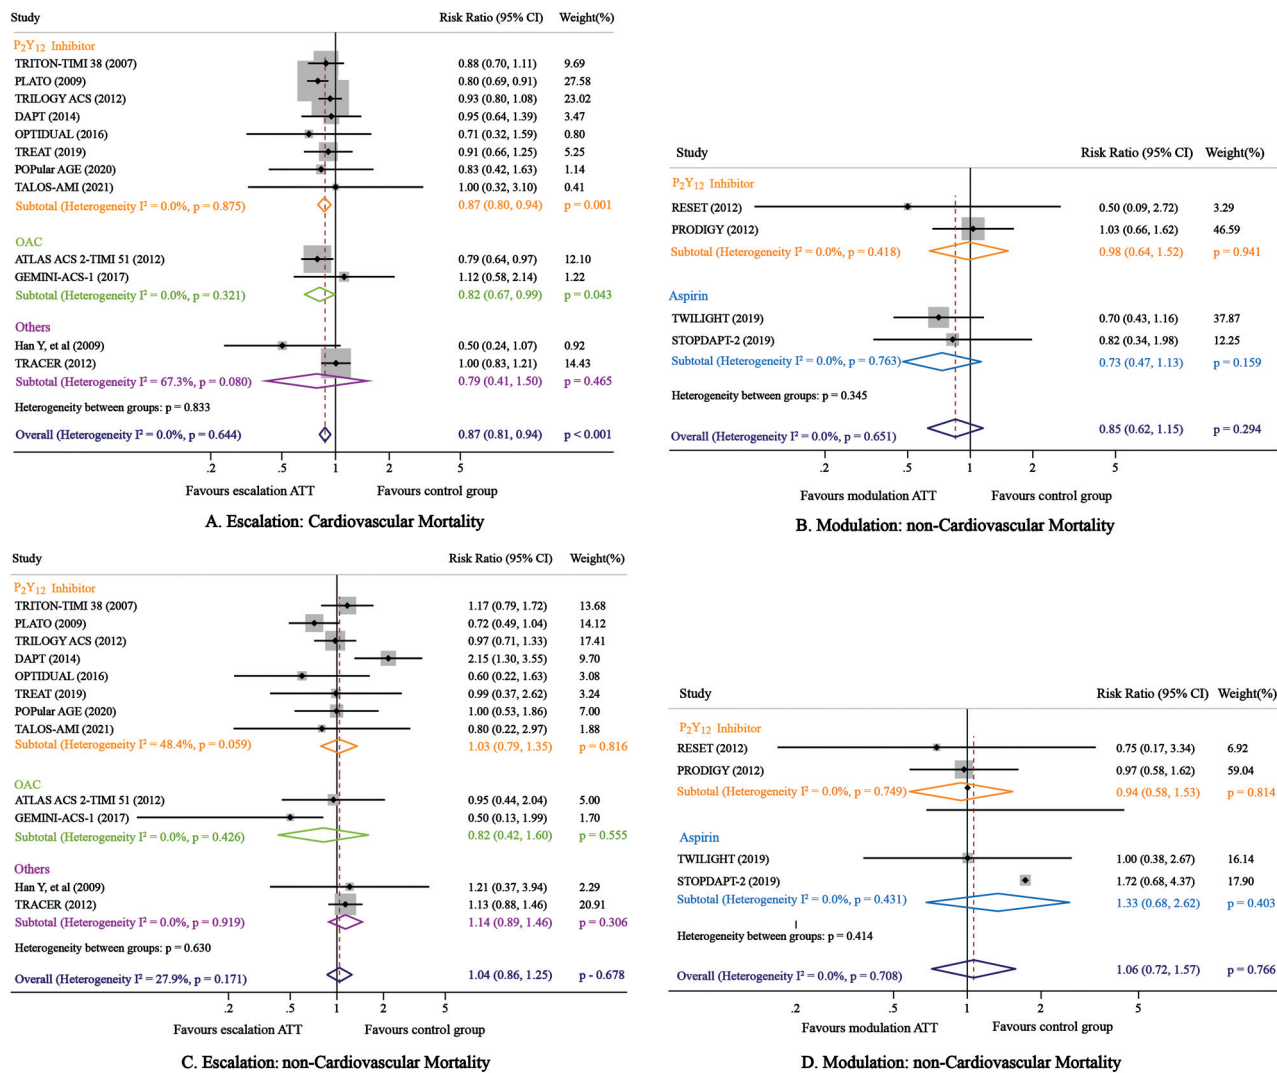 Study Risk Ratio (95% CI) Weight(%)
P₂Y₁₂ Inhibitor
TRITON-TIMI 38 (2007) 0.88 (0.70, 1.11) 9.69
PLATO (2009) 0.80 (0.69, 0.91) 27.58
TRILOGY ACS (2012) 0.93 (0.80, 1.08) 23.02
DAPT (2014) 0.95 (0.64, 1.39) 3.47
OPTIDUAL (2016) 0.71 (0.32, 1.59) 0.80
TREAT (2019) 0.91 (0.66, 1.25) 5.25
POPular AGE (2020) 0.83 (0.42, 1.63) 1.14
TALOS-AMI (2021) 1.00 (0.32, 3.10) 0.41
Subtotal (Heterogeneity I² = 0.0%, p = 0.875) 0.87 (0.80, 0.94) p = 0.001
OAC
ATLAS ACS 2-TIMI 51 (2012) 0.79 (0.64, 0.97) 12.10
GEMINI-ACS-1 (2017) 1.12 (0.58, 2.14) 1.22
Subtotal (Heterogeneity I² = 0.0%, p = 0.321) 0.82 (0.67, 0.99) p = 0.043
Others
Han Y, et al (2009) 0.50 (0.24, 1.07) 0.92
TRACER (2012) 1.00 (0.83, 1.21) 14.43
Subtotal (Heterogeneity I² = 67.3%, p = 0.080) 0.79 (0.41, 1.50) p = 0.465
Heterogeneity between groups: p = 0.833
Overall (Heterogeneity I² = 0.0%, p = 0.644) 0.87 (0.81, 0.94) p < 0.001
.2 .5 1 2 5
Favours escalation ATT Favours control group
A. Escalation: Cardiovascular Mortality
Study Risk Ratio (95% CI) Weight(%)
P₂Y₁₂ Inhibitor
RESET (2012) 0.50 (0.09, 2.72) 3.29
PRODIGY (2012) 1.03 (0.66, 1.62) 46.59
Subtotal (Heterogeneity I² = 0.0%, p = 0.418) 0.98 (0.64, 1.52) p = 0.941
Aspirin
TWILIGHT (2019) 0.70 (0.43, 1.16) 37.87
STOPDAPT-2 (2019) 0.82 (0.34, 1.98) 12.25
Subtotal (Heterogeneity I² = 0.0%, p = 0.763) 0.73 (0.47, 1.13) p = 0.159
Heterogeneity between groups: p = 0.345
Overall (Heterogeneity I² = 0.0%, p = 0.651) 0.85 (0.62, 1.15) p = 0.294
.2 .5 1 2 5
Favours modulation ATT Favours control group
B. Modulation: non-Cardiovascular Mortality
Study Risk Ratio (95% CI) Weight(%)
P₂Y₁₂ Inhibitor
TRITON-TIMI 38 (2007) 1.17 (0.79, 1.72) 13.68
PLATO (2009) 0.72 (0.49, 1.04) 14.12
TRILOGY ACS (2012) 0.97 (0.71, 1.33) 17.41
DAPT (2014) 2.15 (1.30, 3.55) 9.70
OPTIDUAL (2016) 0.60 (0.22, 1.63) 3.08
TREAT (2019) 0.99 (0.37, 2.62) 3.24
POPular AGE (2020) 1.00 (0.53, 1.86) 7.00
TALOS-AMI (2021) 0.80 (0.22, 2.97) 1.88
Subtotal (Heterogeneity I² = 48.4%, p = 0.059) 1.03 (0.79, 1.35) p = 0.816
OAC
ATLAS ACS 2-TIMI 51 (2012) 0.95 (0.44, 2.04) 5.00
GEMINI-ACS-1 (2017) 0.50 (0.13, 1.99) 1.70
Subtotal (Heterogeneity I² = 0.0%, p = 0.426) 0.82 (0.42, 1.60) p = 0.555
Others
Han Y, et al (2009) 1.21 (0.37, 3.94) 2.29
TRACER (2012) 1.13 (0.88, 1.46) 20.91
Subtotal (Heterogeneity I² = 0.0%, p = 0.919) 1.14 (0.89, 1.46) p = 0.306
Heterogeneity between groups: p = 0.630
Overall (Heterogeneity I² = 27.9%, p = 0.171) 1.04 (0.86, 1.25) p - 0.678
.2 .5 1 2 5
Favours escalation ATT Favours control group
C. Escalation: non-Cardiovascular Mortality
Study Risk Ratio (95% CI) Weight(%)
P₂Y₁₂ Inhibitor
RESET (2012) 0.75 (0.17, 3.34) 6.92
PRODIGY (2012) 0.97 (0.58, 1.62) 59.04
Subtotal (Heterogeneity I² = 0.0%, p = 0.749) 0.94 (0.58, 1.53) p = 0.814
Aspirin
TWILIGHT (2019) 1.00 (0.38, 2.67) 16.14
STOPDAPT-2 (2019) 1.72 (0.68, 4.37) 17.90
Subtotal (Heterogeneity I² = 0.0%, p = 0.431) 1.33 (0.68, 2.62) p = 0.403
Heterogeneity between groups: p = 0.414
Overall (Heterogeneity I² = 0.0%, p = 0.708) 1.06 (0.72, 1.57) p = 0.766
.2 .5 1 2 5
Favours modulation ATT Favours control group
D. Modulation: non-Cardiovascular Mortality